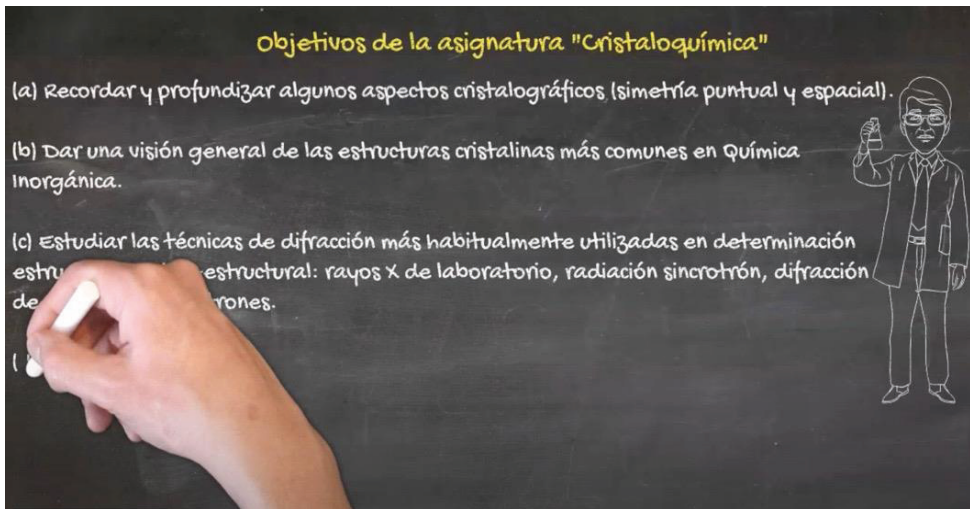 Objetivos de la asignatura "Cristaloquímica"
(a) Recordar y profundizar algunos aspectos cristalográficos (simetría puntual y espacial).
(b) Dar una visión general de las estructuras cristalinas más comunes en Química
Inorgánica.
(c) Estudiar las técnicas de difracción más habitualmente utilizadas en determinación
estructural: rayos X de laboratorio, radiación sincrotrón, difracción
de
(